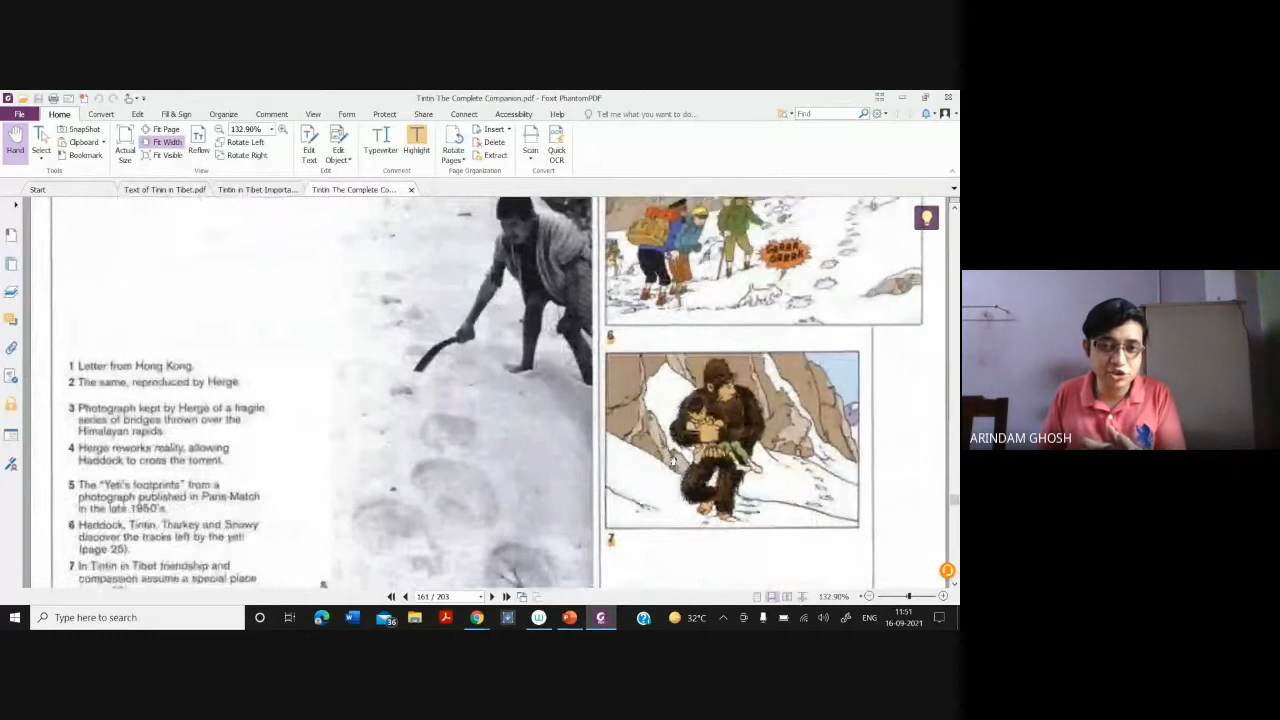 Tintin The Complete Companion.pdf - Foxit PhantomPDF
File Home Convert Edit Fill & Sign Organize Comment View Form Protect Share Connect Accessibility Help Tell me what you want to do... Find
SnapShot
Clipboard
Bookmark
Hand Select
Tools
Actual Size
Fit Page
Fit Width
Fit Visible
Reflow
132.90%
Rotate Left
Rotate Right
View
Edit Text
Edit Object
Edit
Typewriter Highlight
Comment
Rotate Pages
Insert
Delete
Extract
Page Organization
Scan
Quick OCR
Convert
Start Text of Tinin in Tibet.pdf Tintin in Tibet-Importa... Tintin The Complete Co...
GRRRR
GRRRR
6
1 Letter from Hong Kong.
2 The same, reproduced by Hergé
3 Photograph kept by Hergé of a fragile
series of bridges thrown over the
Himalayan rapids
4 Hergé reworks reality, allowing
Haddock to cross the torrent.
5 The "Yeti's footprints" from a
photograph published in Paris-Match
in the late 1950's.
6 Haddock, Tintin, Tharkey and Snowy
discover the tracks left by the yeti
(page 25).
7 In Tintin in Tibet friendship and
compassion assume a special place
7
ARINDAM GHOSH
161 / 203
132.90%
Type here to search
36
32°C
ENG
11:51
16-09-2021